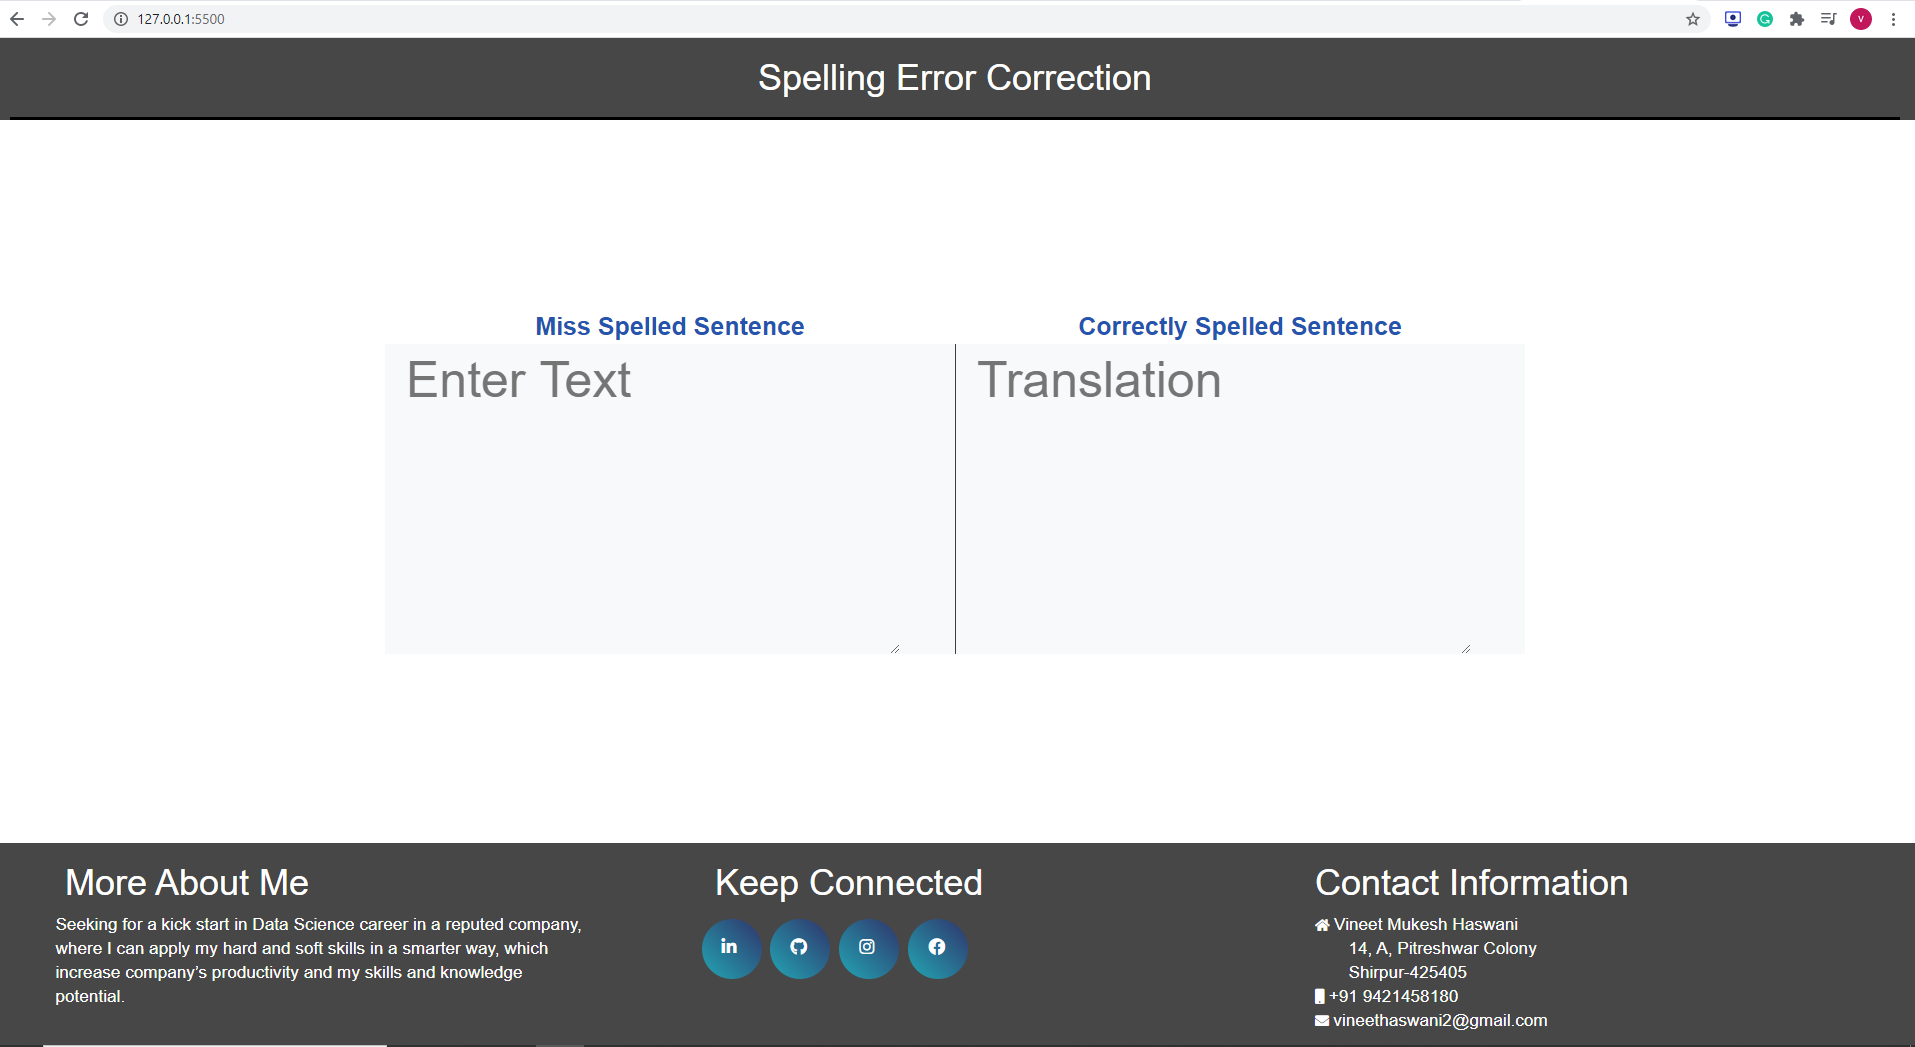 127.0.0.1:5500
V
Spelling Error Correction
Miss Spelled Sentence
Correctly Spelled Sentence
Enter Text
Translation
More About Me
Seeking for a kick start in Data Science career in a reputed company,
where I can apply my hard and soft skills in a smarter way, which
increase company’s productivity and my skills and knowledge
potential.
Keep Connected
in
Contact Information
Vineet Mukesh Haswani
14, A, Pitreshwar Colony
Shirpur-425405
+91 9421458180
vineethaswani2@gmail.com